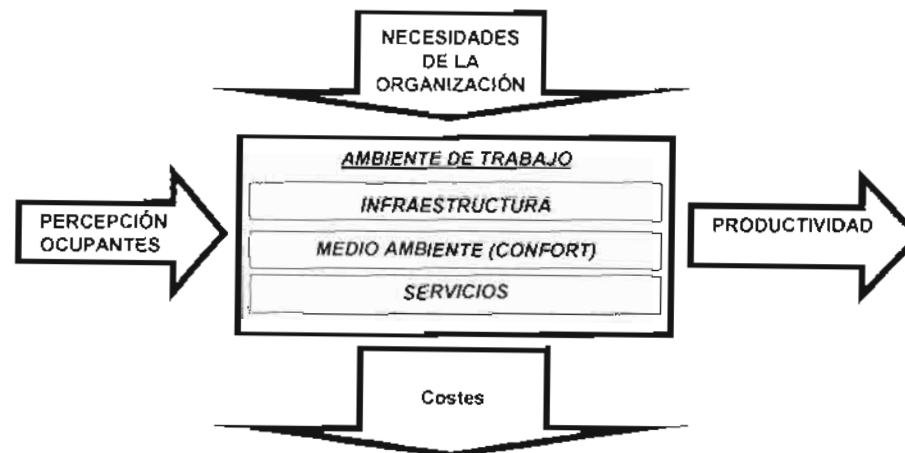 NECESIDADES
DE LA
ORGANIZACIÓN
AMBIENTE DE TRABAJO
INFRAESTRUCTURA
MEDIO AMBIENTE (CONFORT)
SERVICIOS
PERCEPCIÓN
OCUPANTES
PRODUCTIVIDAD
Costes